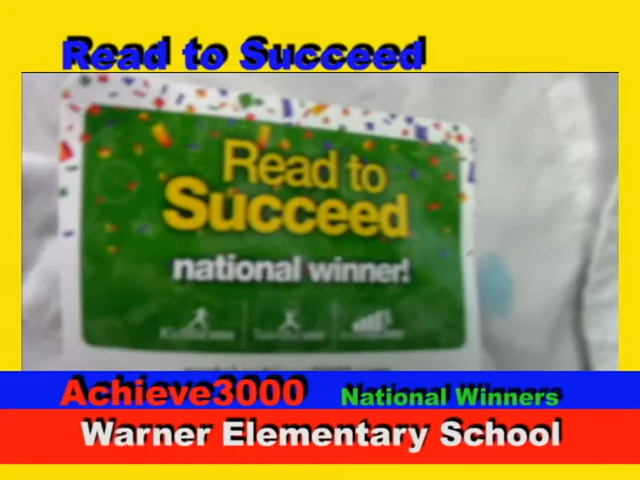 Read to Succeed
Read to
Succeed
national winner!
Achieve3000 National Winners
Warner Elementary School